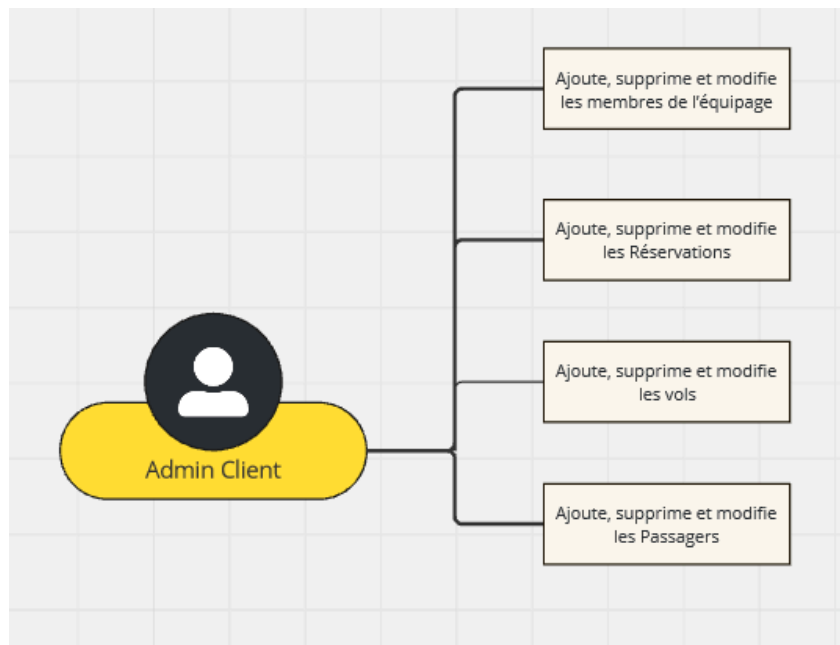 Ajoute, supprime et modifie
les membres de l'équipage
Ajoute, supprime et modifie
les Réservations
Ajoute, supprime et modifie
les vols
Admin Client
Ajoute, supprime et modifie
les Passagers